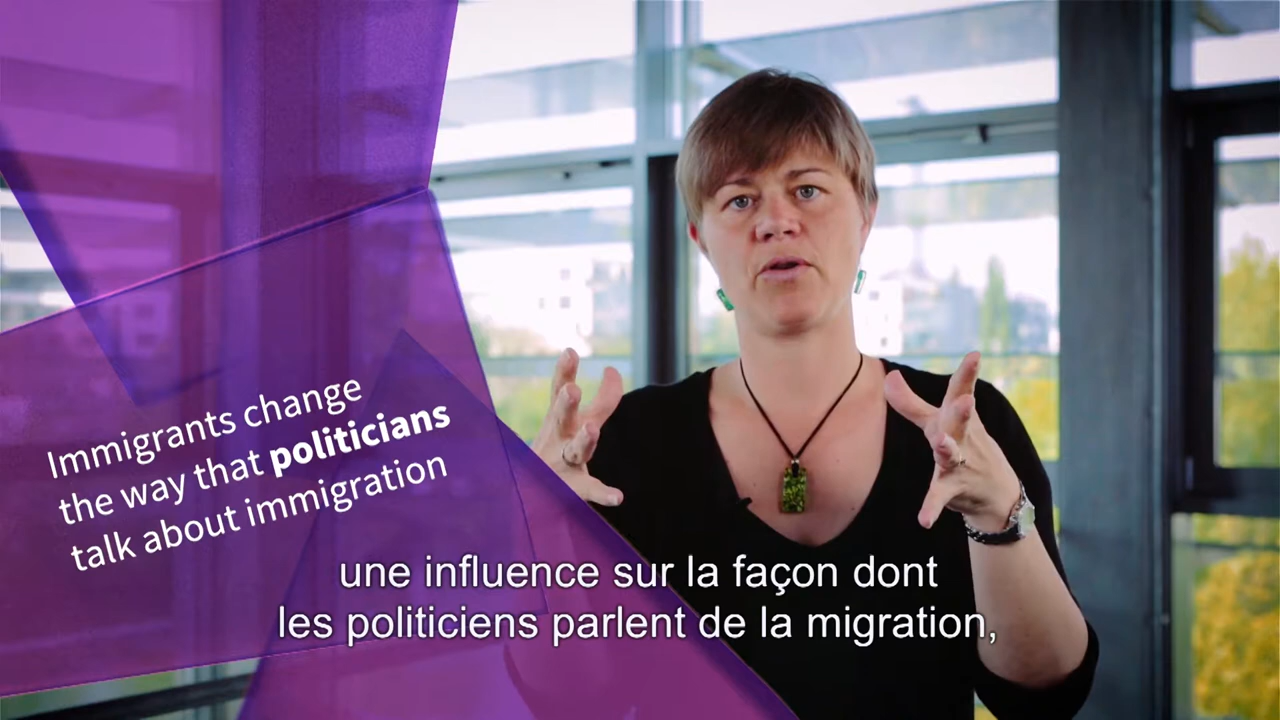 Immigrants change
the way that politicians
talk about immigration
une influence sur la façon dont
les politiciens parlent de la migration,